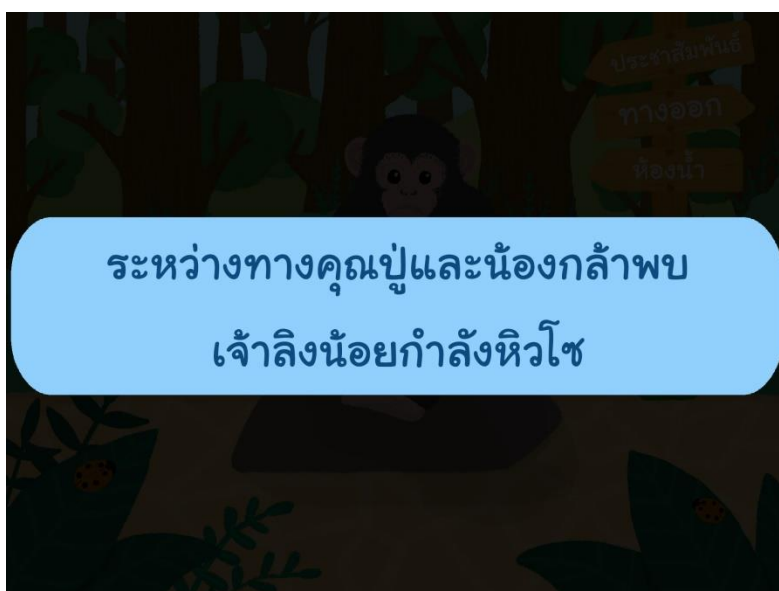 ประชาสัมพันธ์
ทางออก
ห้องน้ำ
ระหว่างทางคุณปู่และน้องกล้าพบ
เจ้าลิงน้อยกำลังหิวโซ